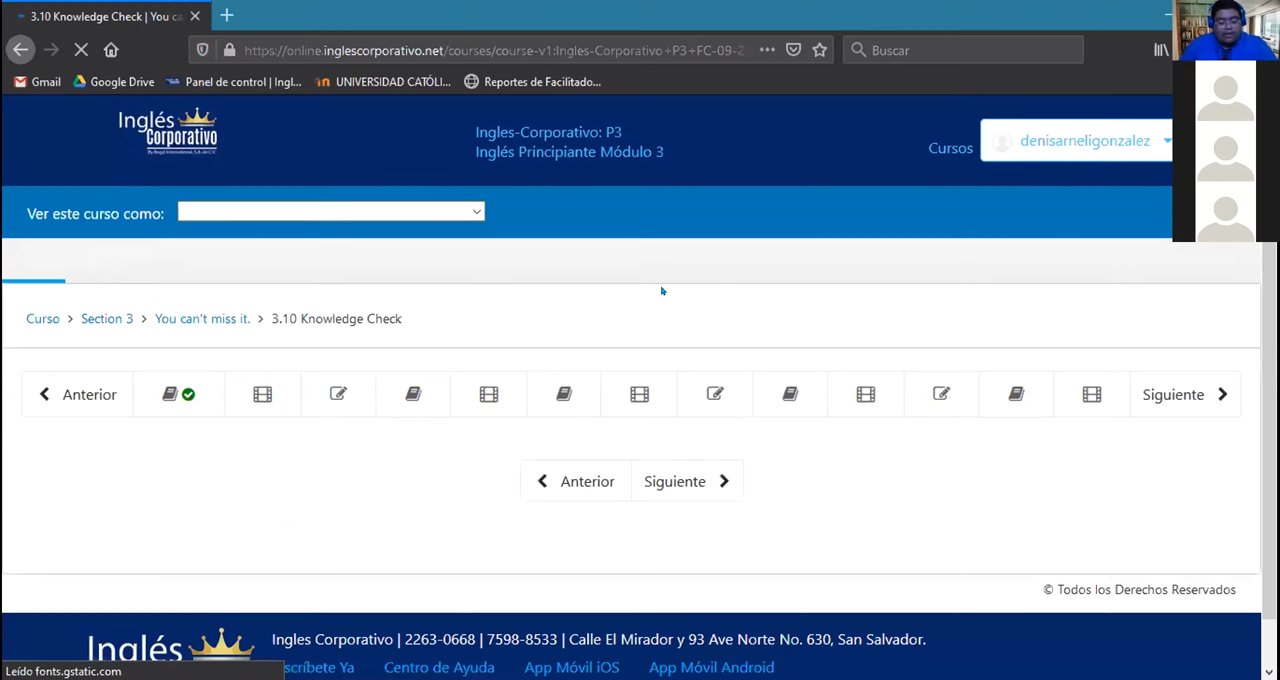 3.10 Knowledge Check | You ca
https://online.inglescorporativo.net/courses/course-v1:Ingles-Corporativo+P3+FC-09-2
Buscar
Gmail
Google Drive
Panel de control | Ingl...
UNIVERSIDAD CATÓLI...
Reportes de Facilitado...
Inglés
Corporativo
Ingles-Corporativo: P3
Inglés Principiante Módulo 3
Cursos
denisarneligonzalez
Ver este curso como:
Curso > Section 3 > You can't miss it. > 3.10 Knowledge Check
Anterior
Siguiente
Anterior
Siguiente
© Todos los Derechos Reservados
Inglés
Ingles Corporativo | 2263-0668 | 7598-8533 | Calle El Mirador y 93 Ave Norte No. 630, San Salvador.
scríbete Ya
Centro de Ayuda
App Móvil iOS
App Móvil Android
Leído fonts.gstatic.com